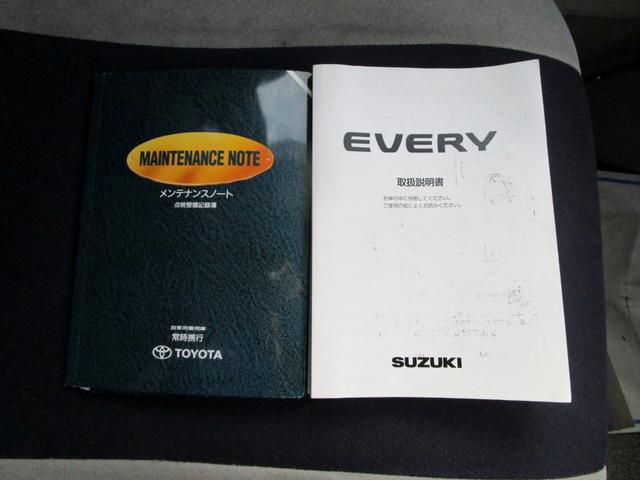 MAINTENANCE NOTE
メンテナンスノート
点検整備記録簿
自家用乗用車
常時携行
TOYOTA
EVERY
取扱説明書
お車の中に保管してください。
ご使用の前によくお読みください。
SUZUKI